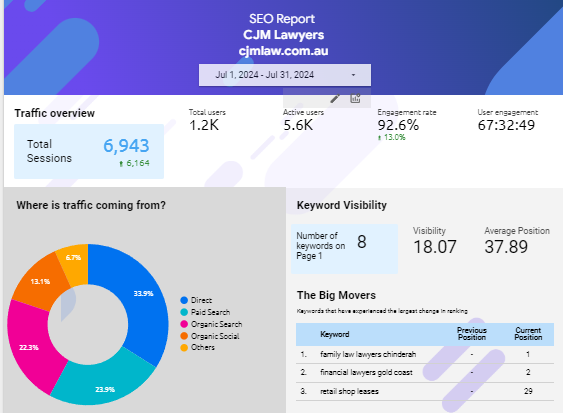 SEO Report
CJM Lawyers
cjmlaw.com.au
Jul 1, 2024 - Jul 31, 2024
Traffic overview
Total Sessions
6,943
6,164
Total users
1.2K
Active users
5.6K
Engagement rate
92.6%
13.0%
User engagement
67:32:49
Where is traffic coming from?
6.7%
13.1%
33.9%
22.3%
23.9%
Direct
Paid Search
Organic Search
Organic Social
Others
Keyword Visibility
Number of
keywords on
Page 1
8
Visibility
18.07
Average Position
37.89
The Big Movers
Keywords that have experienced the largest change in ranking
Keyword Previous Position Current Position
1. family law lawyers chinderah - 1
2. financial lawyers gold coast - 2
3. retail shop leases - 29